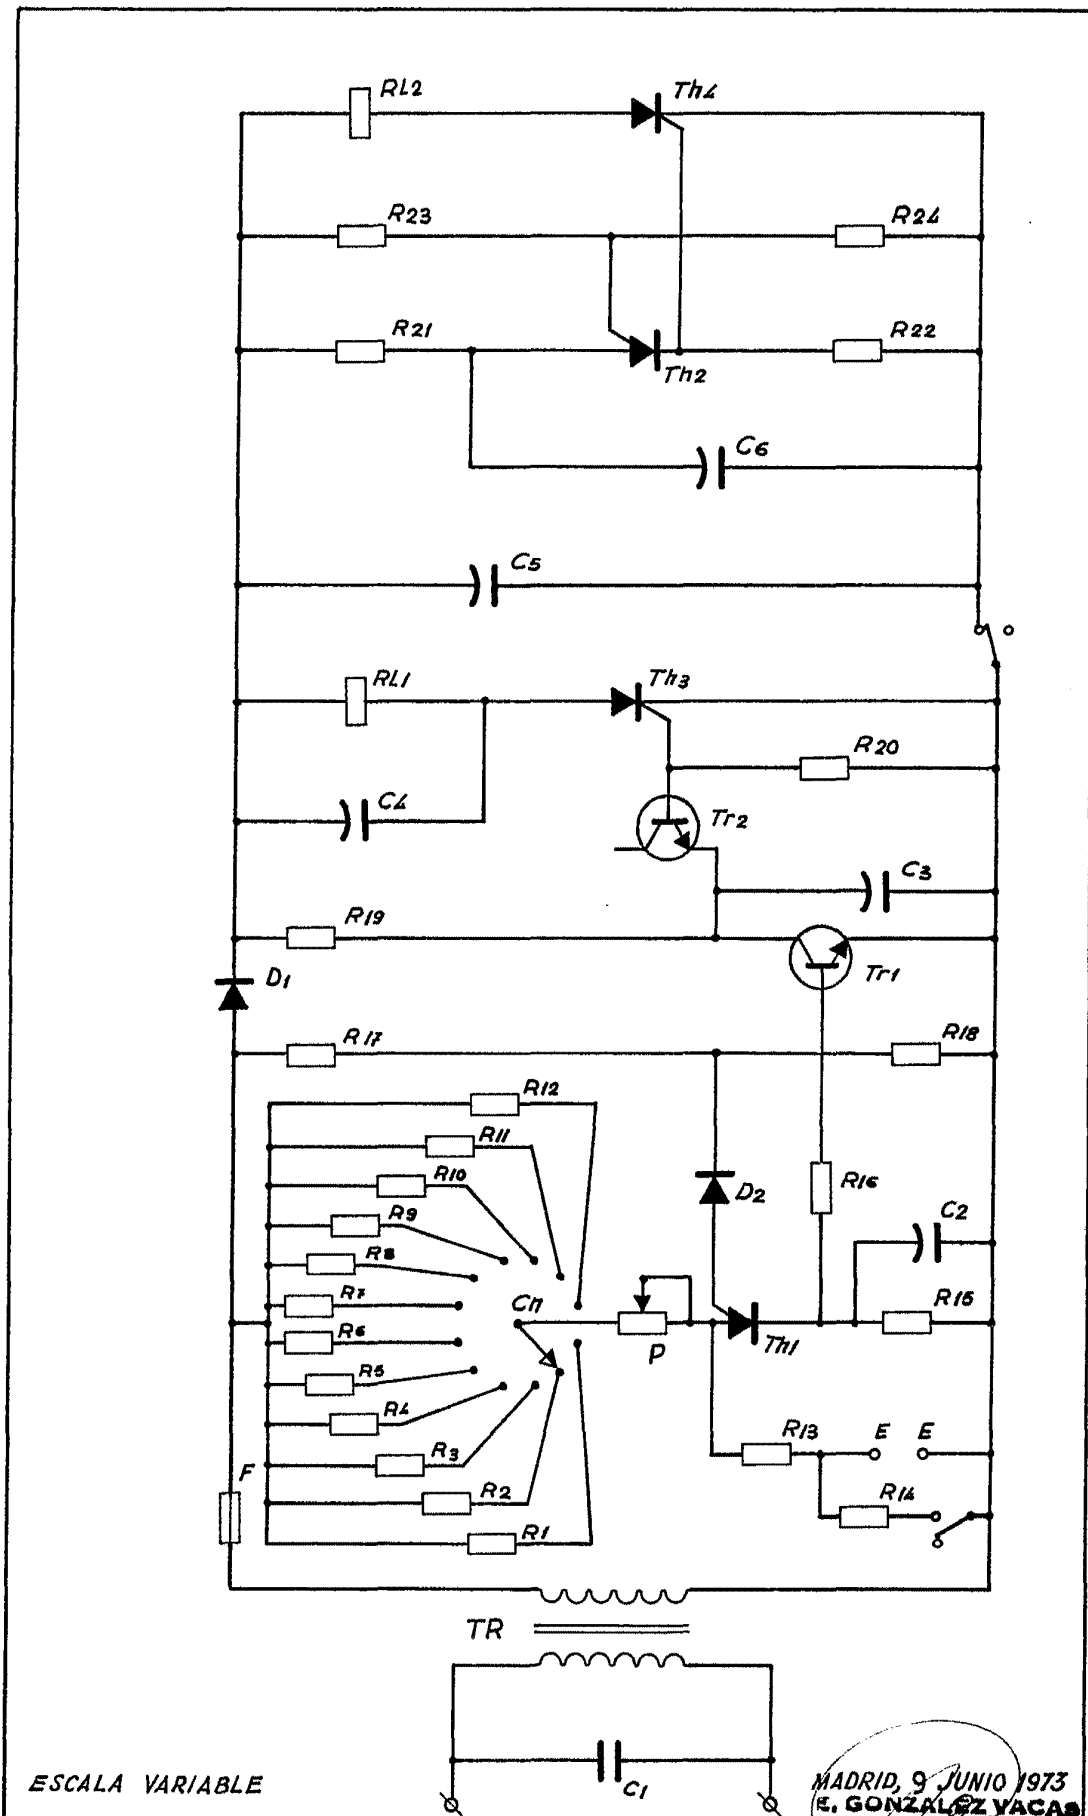 RL2 Th4
R23 R24
R21 R22
Th2
C6
C5
RL1 Th3
R20
C4 Tr2
C3
R19
D1 Tr1
R17 R18
R12
R11
R10 D2 R16
R9 C2
R8
R7 Cn R15
R6 P Th1
R5
R4 R13 E E
R3
F R2 R14
R1
TR
C1
ESCALA VARIABLE
MADRID, 9 JUNIO 1973
E. GONZALEZ VACAS